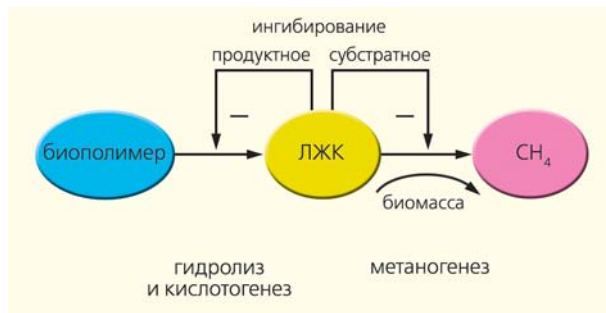 ингибирование
продуктное субстратное
– –
биополимер ЛЖК CH₄
биомасса
гидролиз метаногенез
и кислотогенез